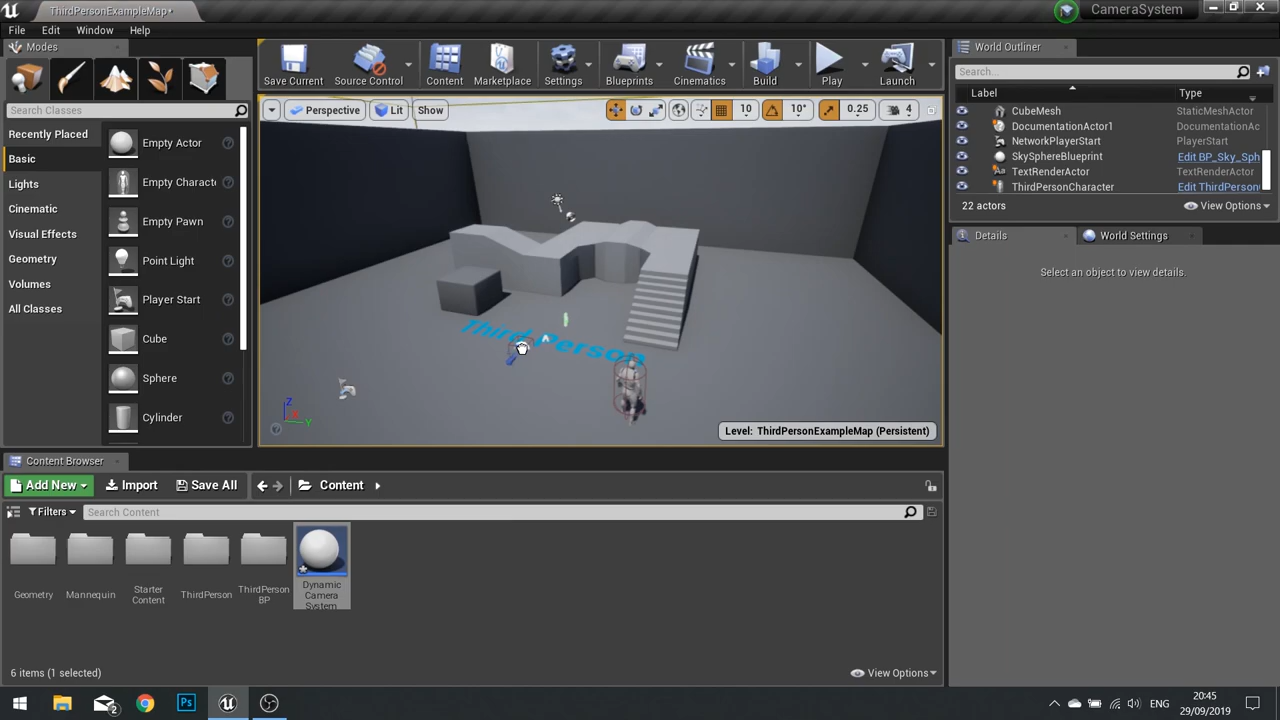 ThirdPersonExampleMap*
CameraSystem
File Edit Window Help
Modes
Search Classes
Recently Placed
Basic
Lights
Cinematic
Visual Effects
Geometry
Volumes
All Classes
Empty Actor
Empty Characte
Empty Pawn
Point Light
Player Start
Cube
Sphere
Cylinder
Save Current
Source Control
Content
Marketplace
Settings
Blueprints
Cinematics
Build
Play
Launch
Perspective Lit Show
10 10° 0.25 4
Third Person
Z Y
Level: ThirdPersonExampleMap (Persistent)
World Outliner
Search...
Label Type
CubeMesh StaticMeshActor
DocumentationActor1 DocumentationAc
NetworkPlayerStart PlayerStart
SkySphereBlueprint Edit BP_Sky_Sph
TextRenderActor TextRenderActor
ThirdPersonCharacter Edit ThirdPerson
22 actors View Options
Details World Settings
Select an object to view details.
Content Browser
Add New Import Save All Content
Filters Search Content
Geometry
Mannequin
Starter
Content
ThirdPerson
ThirdPerson
BP
Dynamic
Camera
System
6 items (1 selected) View Options
2
ENG
20:45
29/09/2019